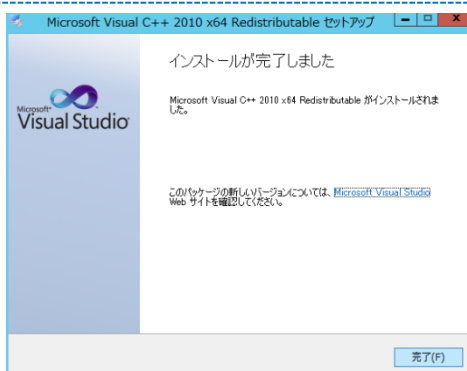 Microsoft Visual C++ 2010 x64 Redistributable セットアップ
インストールが完了しました
Microsoft Visual C++ 2010 x64 Redistributable がインストールされま
した。
Microsoft
Visual Studio
このパッケージの新しいバージョンについては、Microsoft Visual Studio
Web サイトを確認してください。
完了(F)